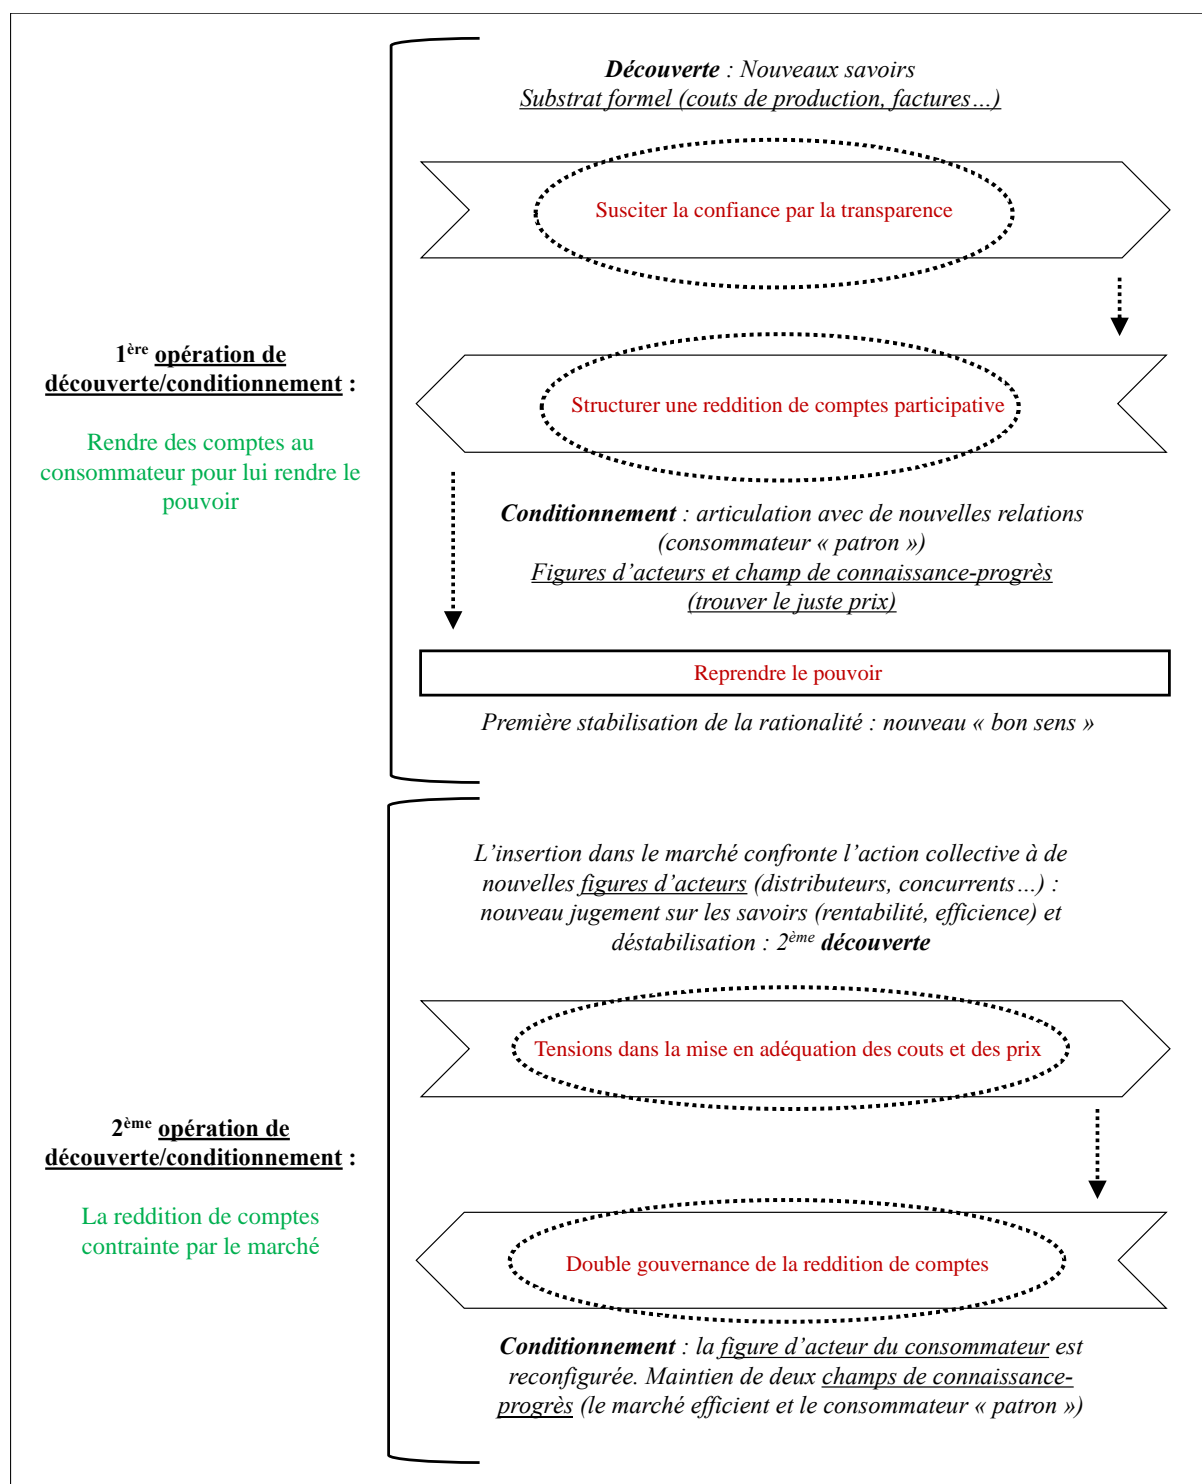 Découverte : Nouveaux savoirs
Substrat formel (couts de production, factures…)
Susciter la confiance par la transparence
1ère opération de
découverte/conditionnement :
Rendre des comptes au
consommateur pour lui rendre le
pouvoir
Structurer une reddition de comptes participative
Conditionnement : articulation avec de nouvelles relations
(consommateur « patron »)
Figures d’acteurs et champ de connaissance-progrès
(trouver le juste prix)
Reprendre le pouvoir
Première stabilisation de la rationalité : nouveau « bon sens »
L’insertion dans le marché confronte l’action collective à de
nouvelles figures d’acteurs (distributeurs, concurrents…) :
nouveau jugement sur les savoirs (rentabilité, efficience) et
déstabilisation : 2ème découverte
Tensions dans la mise en adéquation des couts et des prix
2ème opération de
découverte/conditionnement :
La reddition de comptes
contrainte par le marché
Double gouvernance de la reddition de comptes
Conditionnement : la figure d’acteur du consommateur est
reconfigurée. Maintien de deux champs de connaissance-
progrès (le marché efficient et le consommateur « patron »)